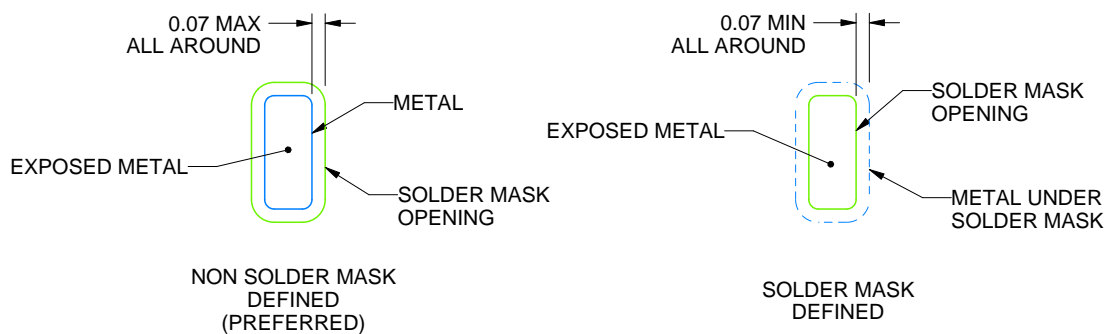 0.07 MAX
ALL AROUND
METAL
EXPOSED METAL
SOLDER MASK
OPENING
NON SOLDER MASK
DEFINED
(PREFERRED)
0.07 MIN
ALL AROUND
SOLDER MASK
OPENING
EXPOSED METAL
METAL UNDER
SOLDER MASK
SOLDER MASK
DEFINED